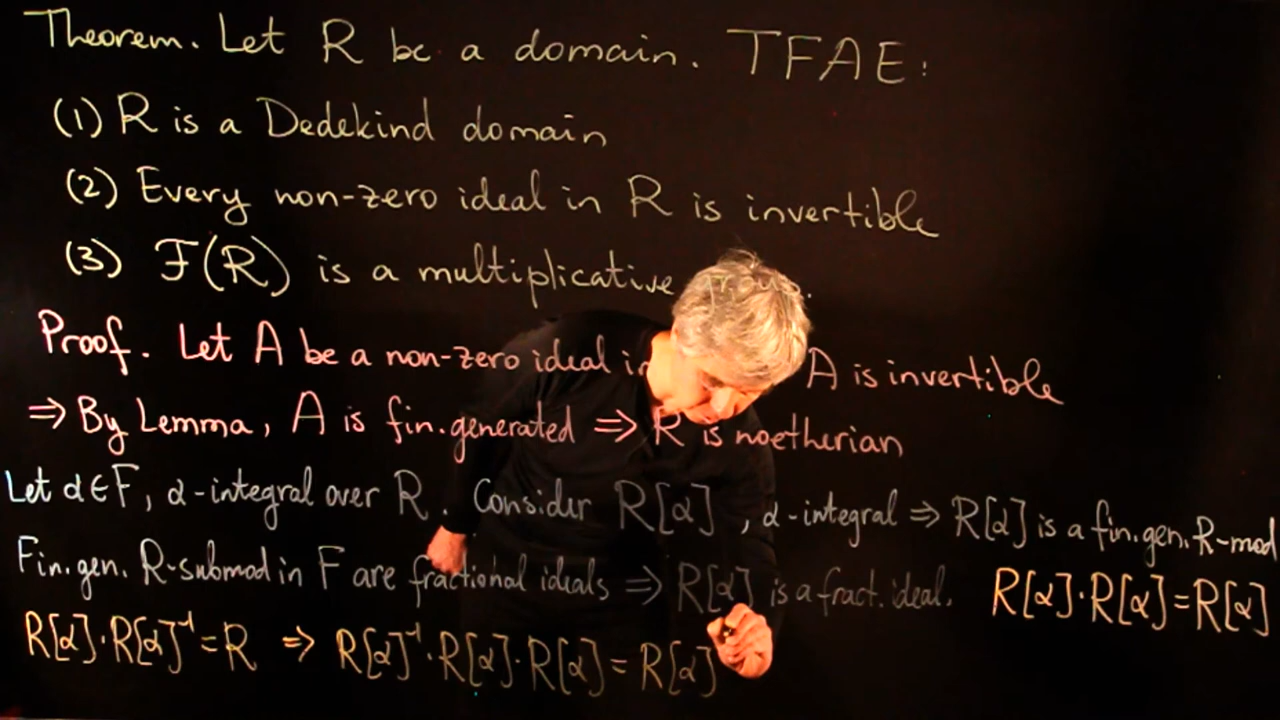 Theorem. Let R be a domain. TFAE:
(1) R is a Dedekind domain
(2) Every non-zero ideal in R is invertible
(3) F(R) is a multiplicative group.
Proof. Let A be a non-zero ideal in A is invertible
⇒ By Lemma, A is fin. generated ⇒ R is noetherian
Let α∈F, α-integral over R. Consider R[α], α-integral ⇒ R[α] is a fin. gen. R-mod
Fin. gen. R-submod in F are fractional ideals ⇒ R[α] is a fract. ideal. R[α]·R[α]=R[α]
R[α]·R[α]⁻¹=R ⇒ R[α]⁻¹·R[α]·R[α]=R[α]